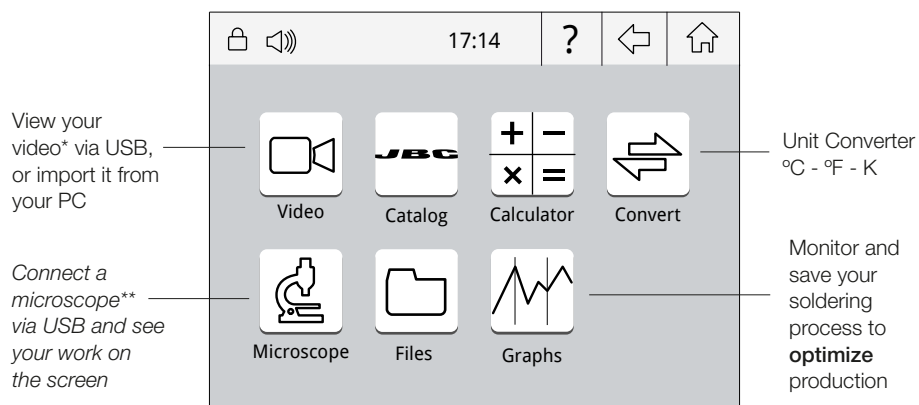 17:14 ?
View your
video* via USB,
or import it from
your PC
JBC
+ −
× =
Video Catalog Calculator Convert
Unit Converter
ºC - ºF - K
Connect a
microscope**
via USB and see
your work on
the screen
Microscope Files Graphs
Monitor and
save your
soldering
process to
optimize
production